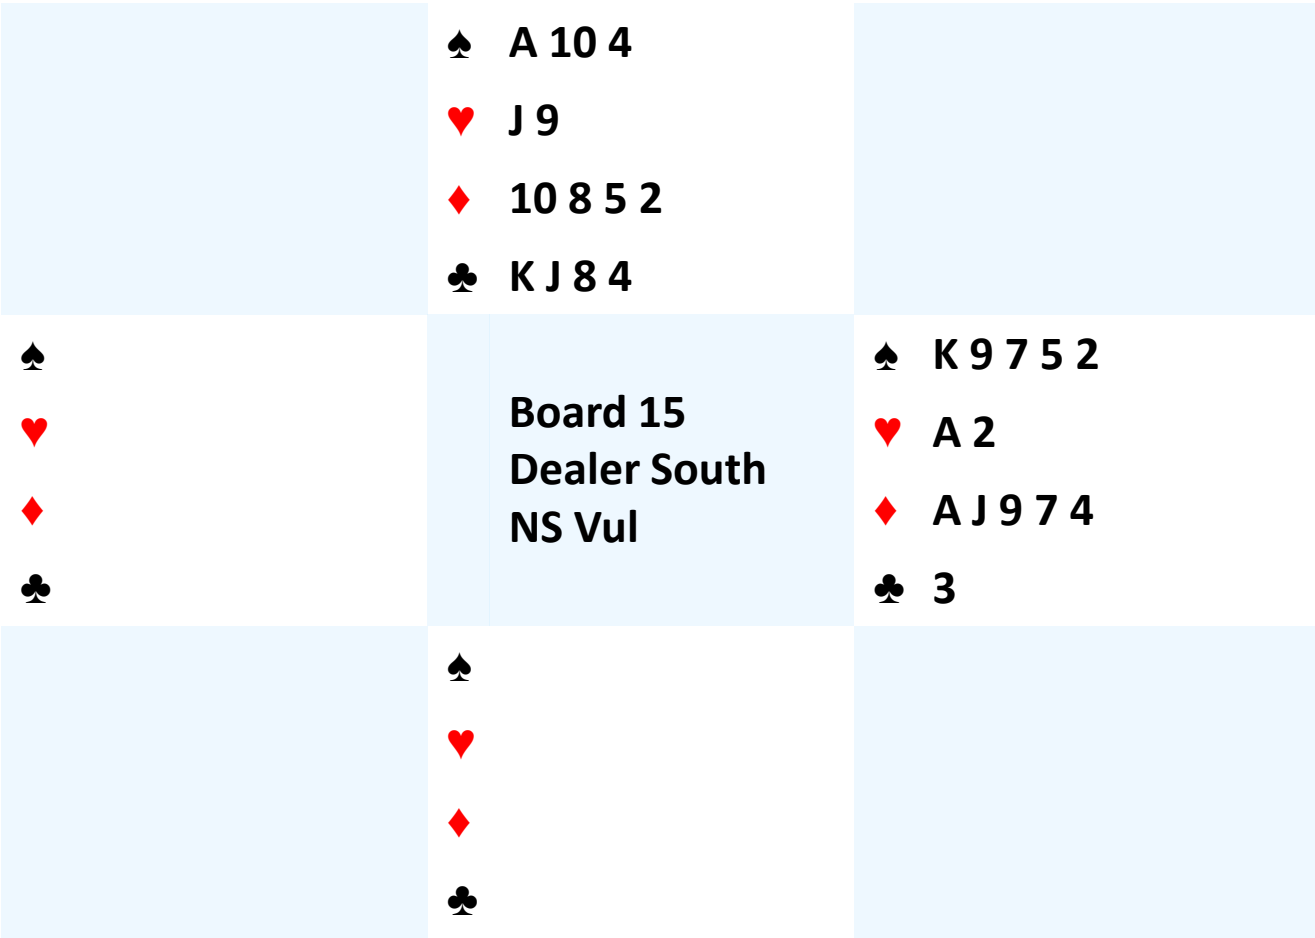 ♠ A 10 4
♥ J 9
♦ 10 8 5 2
♣ K J 8 4
♠
♥
♦
♣
Board 15
Dealer South
NS Vul
♠ K 9 7 5 2
♥ A 2
♦ A J 9 7 4
♣ 3
♠
♥
♦
♣